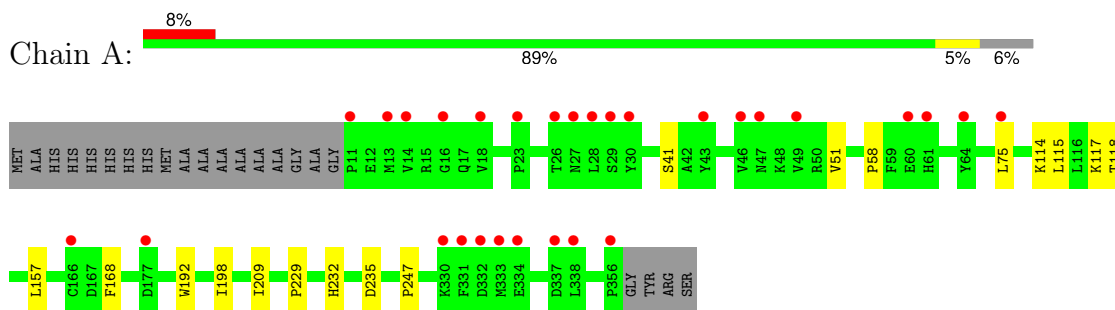 8%
Chain A:
89% 5% 6%
MET ALA HIS HIS HIS HIS HIS HIS MET ALA ALA ALA ALA ALA ALA GLY ALA GLY P11 E12 M13 V14 R15 G16 Q17 V18 P23 T26 N27 L28 S29 Y30 S41 A42 Y43 V46 N47 K48 V49 R50 V51 P58 F59 E60 H61 Y64 L75 K114 L115 L116 K117 T118
L157 C166 D167 F168 D177 W192 I198 I209 P229 H232 D235 P247 K330 F331 D332 M333 E334 D337 L338 P356 GLY TYR ARG SER